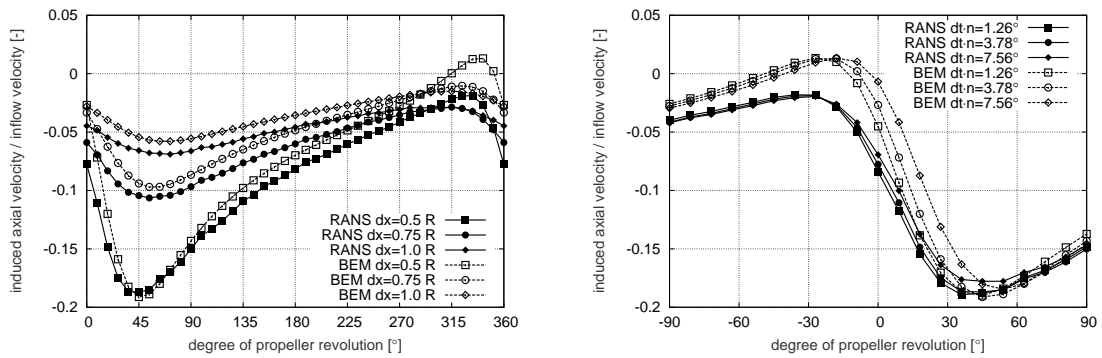 induced axial velocity / inflow velocity [-]
0.05
0
-0.05
-0.1
-0.15
-0.2
RANS dx=0.5 R
RANS dx=0.75 R
RANS dx=1.0 R
BEM dx=0.5 R
BEM dx=0.75 R
BEM dx=1.0 R
0 45 90 135 180 225 270 315 360
degree of propeller revolution [°]
induced axial velocity / inflow velocity [-]
0.05
0
-0.05
-0.1
-0.15
-0.2
RANS dt·n=1.26°
RANS dt·n=3.78°
RANS dt·n=7.56°
BEM dt·n=1.26°
BEM dt·n=3.78°
BEM dt·n=7.56°
-90 -60 -30 0 30 60 90
degree of propeller revolution [°]